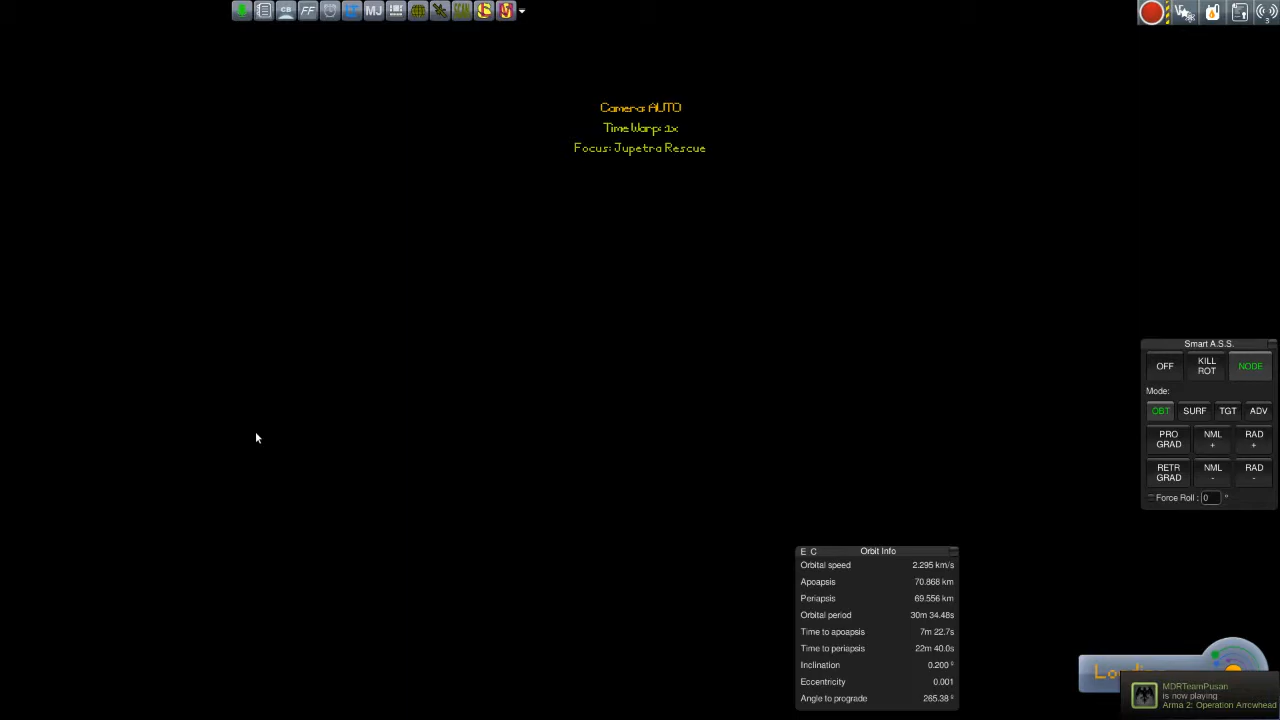 CB
FF
MJ
3
Camera: AUTO
Time Warp: 1x
Focus: Jupetra Rescue
Smart A.S.S.
OFF KILL ROT NODE
Mode:
OBT SURF TGT ADV
PRO GRAD NML + RAD +
RETR GRAD NML - RAD -
Force Roll : 0 °
E C Orbit Info
Orbital speed 2.295 km/s
Apoapsis 70.868 km
Periapsis 69.556 km
Orbital period 30m 34.48s
Time to apoapsis 7m 22.7s
Time to periapsis 22m 40.0s
Inclination 0.200 º
Eccentricity 0.001
Angle to prograde 265.38 º
MDRTeamPusan
is now playing
Arma 2: Operation Arrowhead